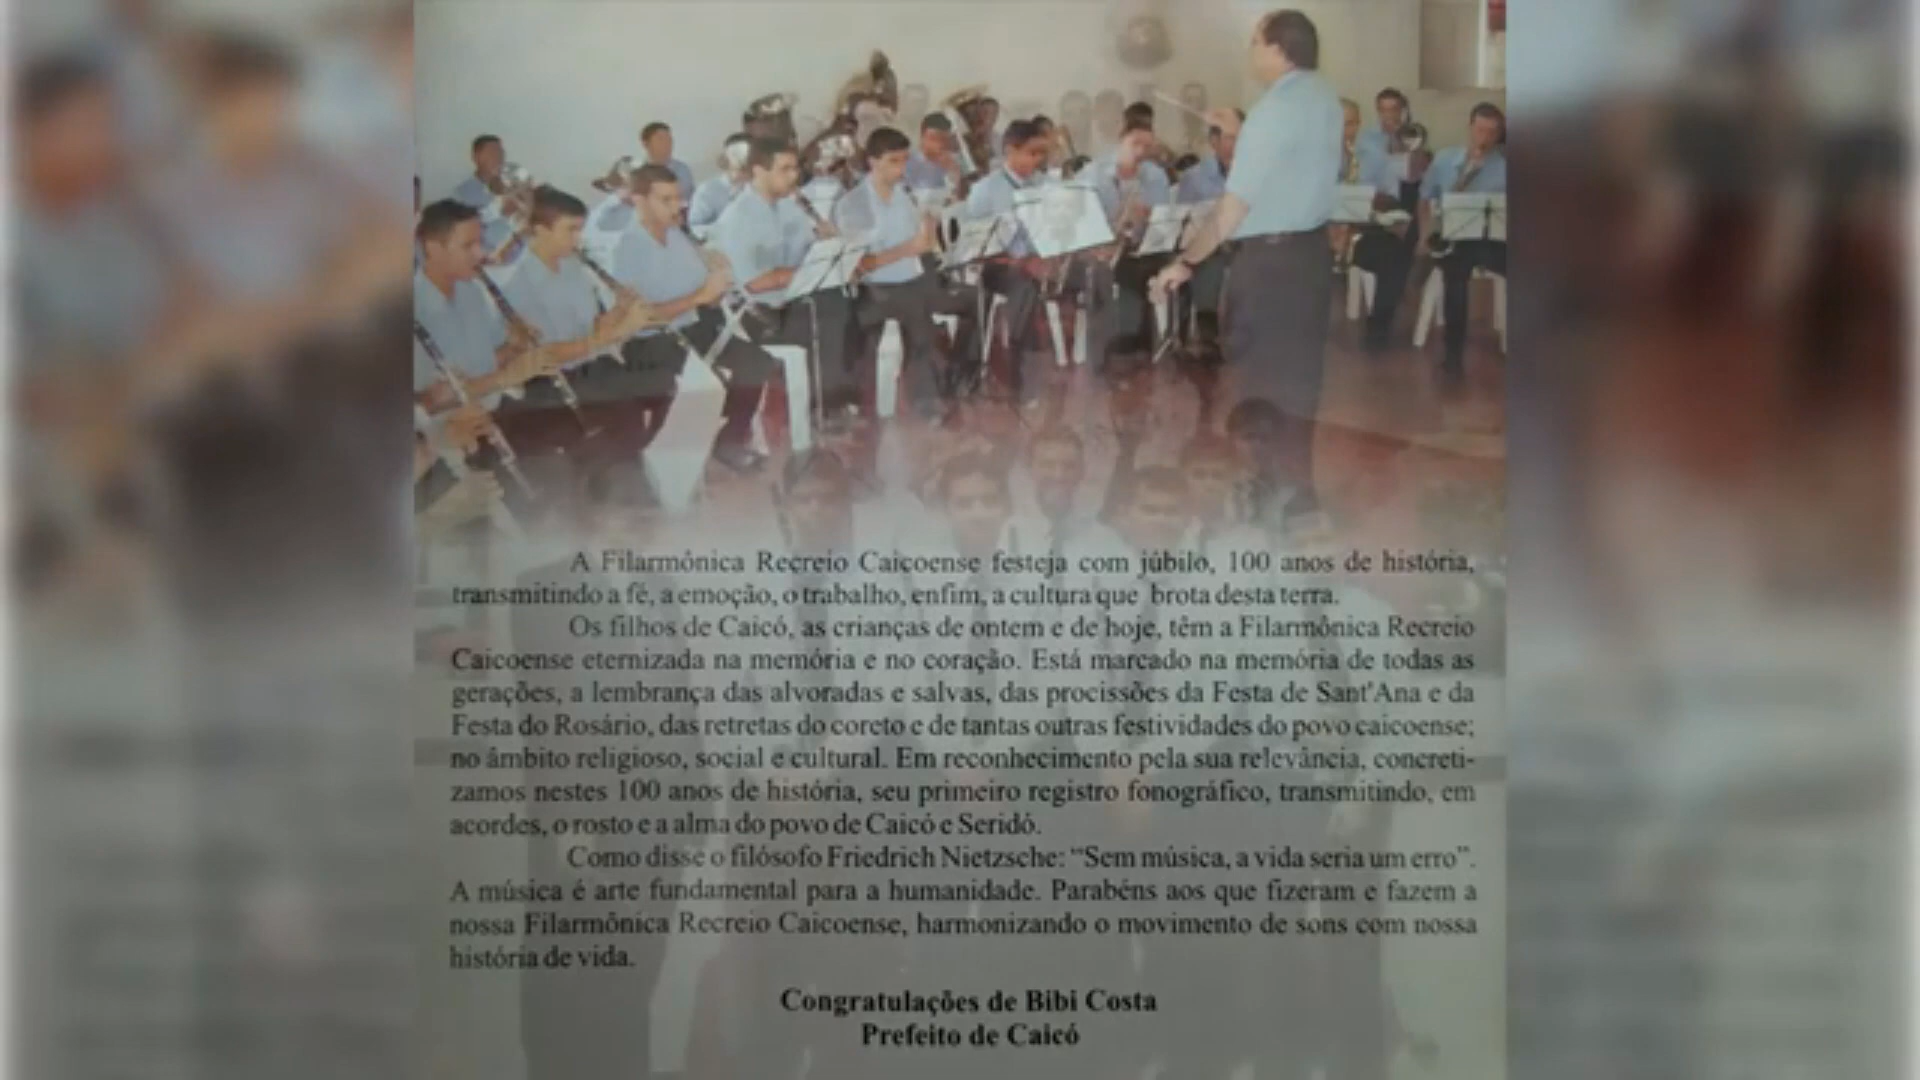 A Filarmônica Recreio Caicoense festeja com júbilo, 100 anos de história,
transmitindo a fé, a emoção, o trabalho, enfim, a cultura que brota desta terra.
Os filhos de Caicó, as crianças de ontem e de hoje, têm a Filarmônica Recreio
Caicoense eternizada na memória e no coração. Está marcado na memória de todas as
gerações, a lembrança das alvoradas e salvas, das procissões da Festa de Sant'Ana e da
Festa do Rosário, das retretas do coreto e de tantas outras festividades do povo caicoense;
no âmbito religioso, social e cultural. Em reconhecimento pela sua relevância, concreti-
zamos nestes 100 anos de história, seu primeiro registro fonográfico, transmitindo, em
acordes, o rosto e a alma do povo de Caicó e Seridó.
Como disse o filósofo Friedrich Nietzsche: “Sem música, a vida seria um erro”.
A música é arte fundamental para a humanidade. Parabéns aos que fizeram e fazem a
nossa Filarmônica Recreio Caicoense, harmonizando o movimento de sons com nossa
história de vida.
Congratulações de Bibi Costa
Prefeito de Caicó